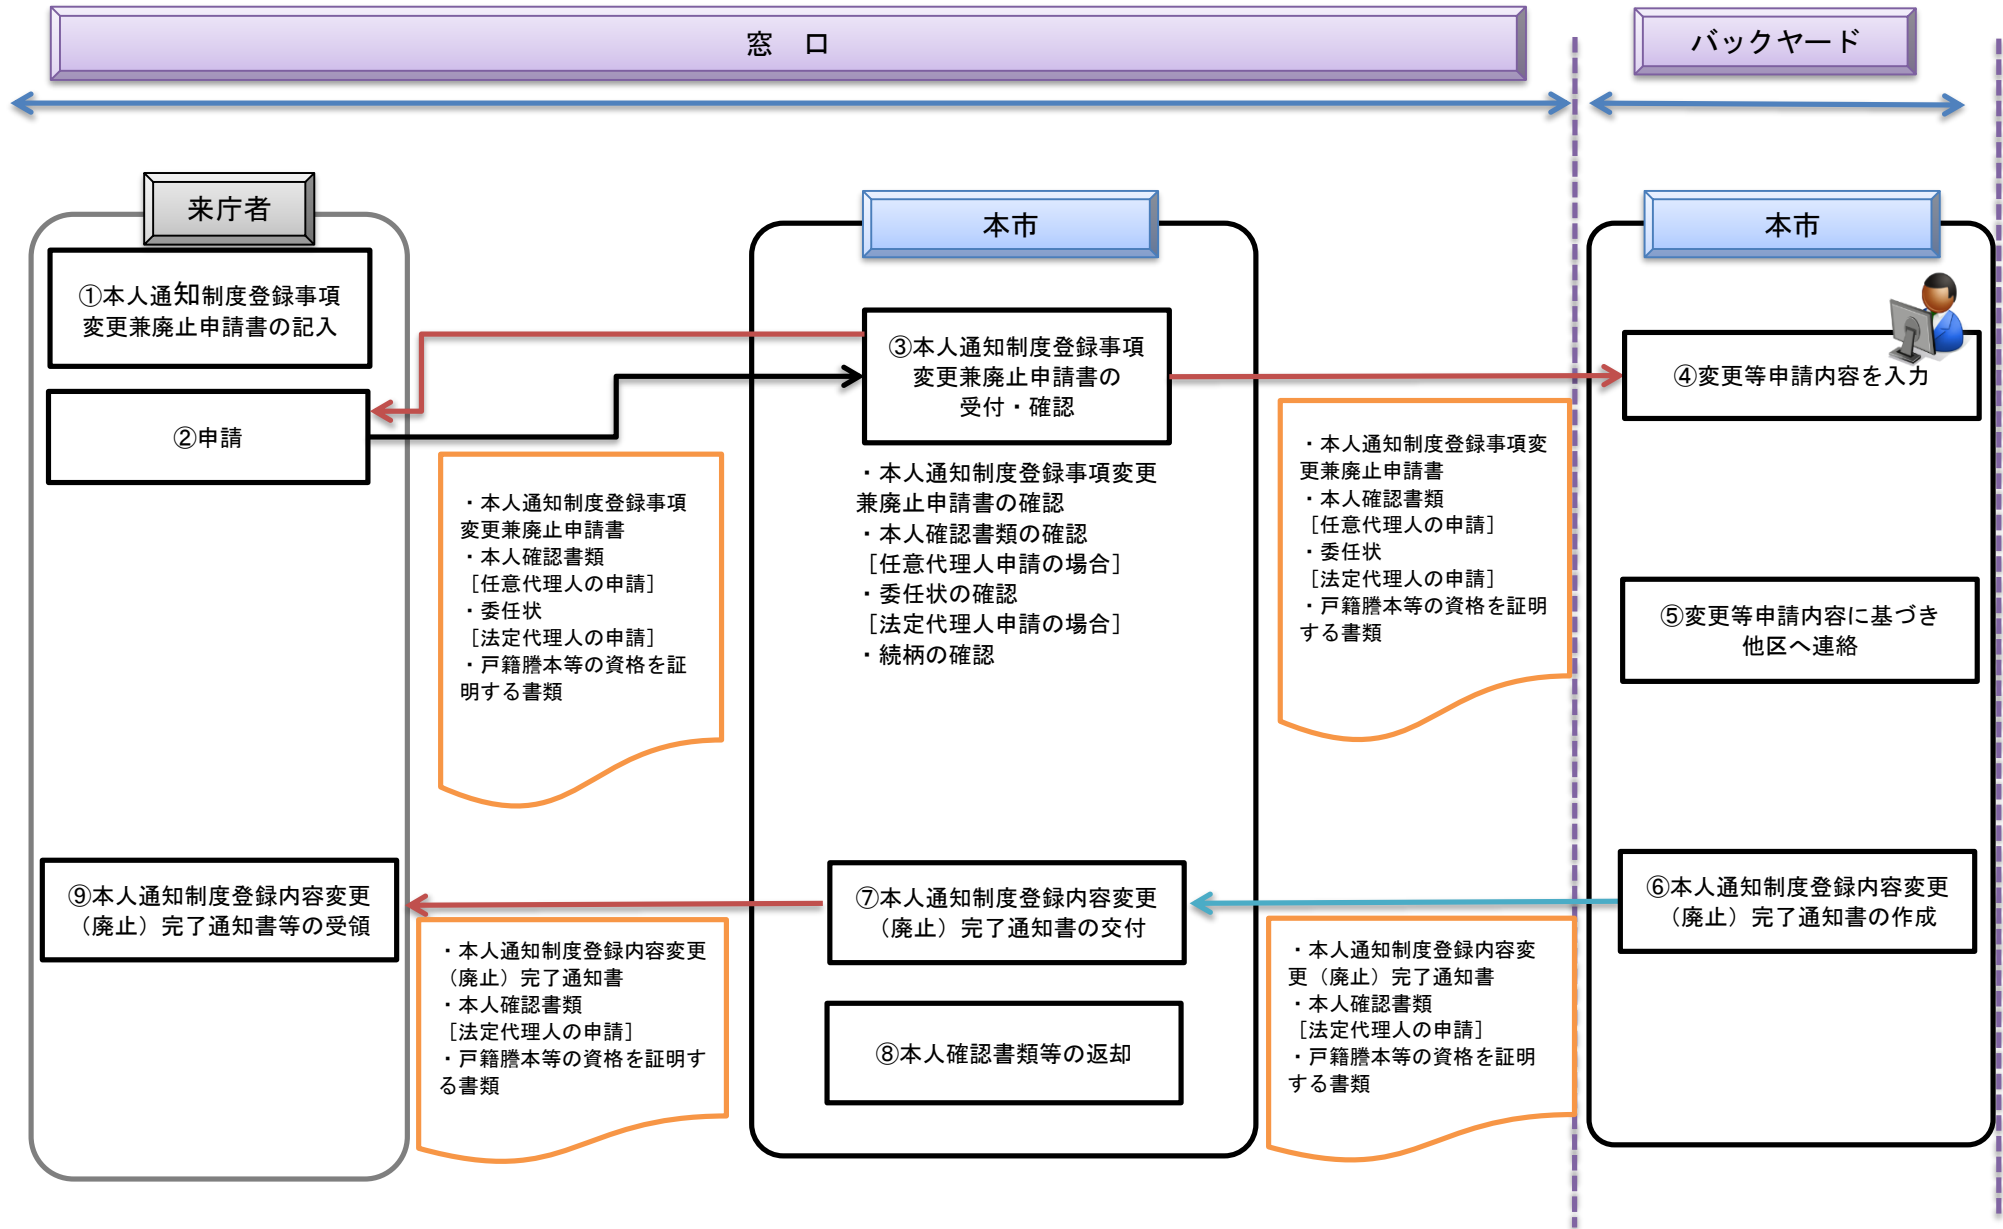 窓　口
バックヤード
来庁者
①本人通知制度登録事項
変更兼廃止申請書の記入
②申請
・本人通知制度登録事項
変更兼廃止申請書
・本人確認書類
［任意代理人の申請］
・委任状
［法定代理人の申請］
・戸籍謄本等の資格を証
明する書類
本市
③本人通知制度登録事項
変更兼廃止申請書の
受付・確認
・本人通知制度登録事項変更
兼廃止申請書の確認
・本人確認書類の確認
［任意代理人申請の場合］
・委任状の確認
［法定代理人申請の場合］
・続柄の確認
・本人通知制度登録事項変
更兼廃止申請書
・本人確認書類
［任意代理人の申請］
・委任状
［法定代理人の申請］
・戸籍謄本等の資格を証明
する書類
本市
④変更等申請内容を入力
⑤変更等申請内容に基づき
他区へ連絡
⑥本人通知制度登録内容変更
（廃止）完了通知書の作成
・本人通知制度登録内容変
更（廃止）完了通知書
・本人確認書類
［法定代理人の申請］
・戸籍謄本等の資格を証明
する書類
⑦本人通知制度登録内容変更
（廃止）完了通知書の交付
⑧本人確認書類等の返却
・本人通知制度登録内容変更
（廃止）完了通知書
・本人確認書類
［法定代理人の申請］
・戸籍謄本等の資格を証明す
る書類
⑨本人通知制度登録内容変更
（廃止）完了通知書等の受領